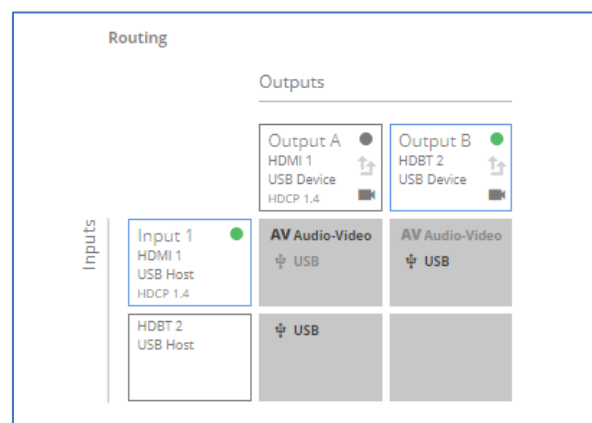 Routing
Outputs
Output A
HDMI 1
USB Device
HDCP 1.4
Output B
HDBT 2
USB Device
Inputs
Input 1
HDMI 1
USB Host
HDCP 1.4
AV Audio-Video
USB
AV Audio-Video
USB
HDBT 2
USB Host
USB